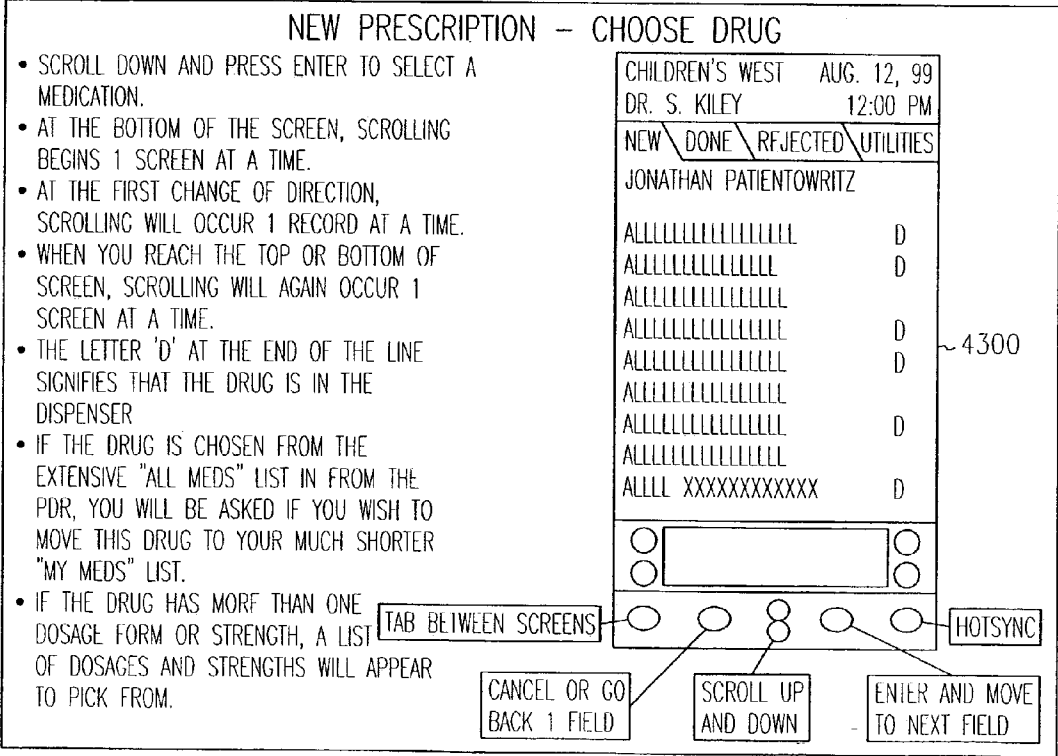 NEW PRESCRIPTION – CHOOSE DRUG
• SCROLL DOWN AND PRESS ENTER TO SELECT A
MEDICATION.
• AT THE BOTTOM OF THE SCREEN, SCROLLING
BEGINS 1 SCREEN AT A TIME.
• AT THE FIRST CHANGE OF DIRECTION,
SCROLLING WILL OCCUR 1 RECORD AT A TIME.
• WHEN YOU REACH THE TOP OR BOTTOM OF
SCREEN, SCROLLING WILL AGAIN OCCUR 1
SCREEN AT A TIME.
• THE LETTER 'D' AT THE END OF THE LINE
SIGNIFIES THAT THE DRUG IS IN THE
DISPENSER
• IF THE DRUG IS CHOSEN FROM THE
EXTENSIVE "ALL MEDS" LIST IN FROM THE
PDR, YOU WILL BE ASKED IF YOU WISH TO
MOVE THIS DRUG TO YOUR MUCH SHORTER
"MY MEDS" LIST.
• IF THE DRUG HAS MORE THAN ONE
DOSAGE FORM OR STRENGTH, A LIST
OF DOSAGES AND STRENGTHS WILL APPEAR
TO PICK FROM.
CHILDREN'S WEST AUG. 12, 99
DR. S. KILEY 12:00 PM
NEW DONE REJECTED UTILITIES
JONATHAN PATIENTOWRITZ
ALLLLLLLLLLLLLLLLL D
ALLLLLLLLLLLLLLL D
ALLLLLLLLLLLLLLLL
ALLLLLLLLLLLLLLLL D
ALLLLLLLLLLLLLLLL D
ALLLLLLLLLLLLLLLL
ALLLLLLLLLLLLLLLL D
ALLLLLLLLLLLLLLLL
ALLLL XXXXXXXXXXXX D
4300
TAB BETWEEN SCREENS
HOTSYNC
CANCEL OR GO
BACK 1 FIELD
SCROLL UP
AND DOWN
ENTER AND MOVE
TO NEXT FIELD